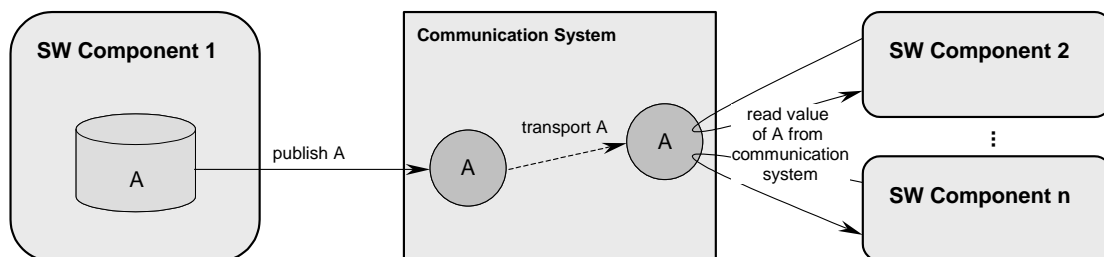 SW Component 1
A
publish A
Communication System
A
transport A
A
read value
of A from
communication
system
SW Component 2
...
SW Component n